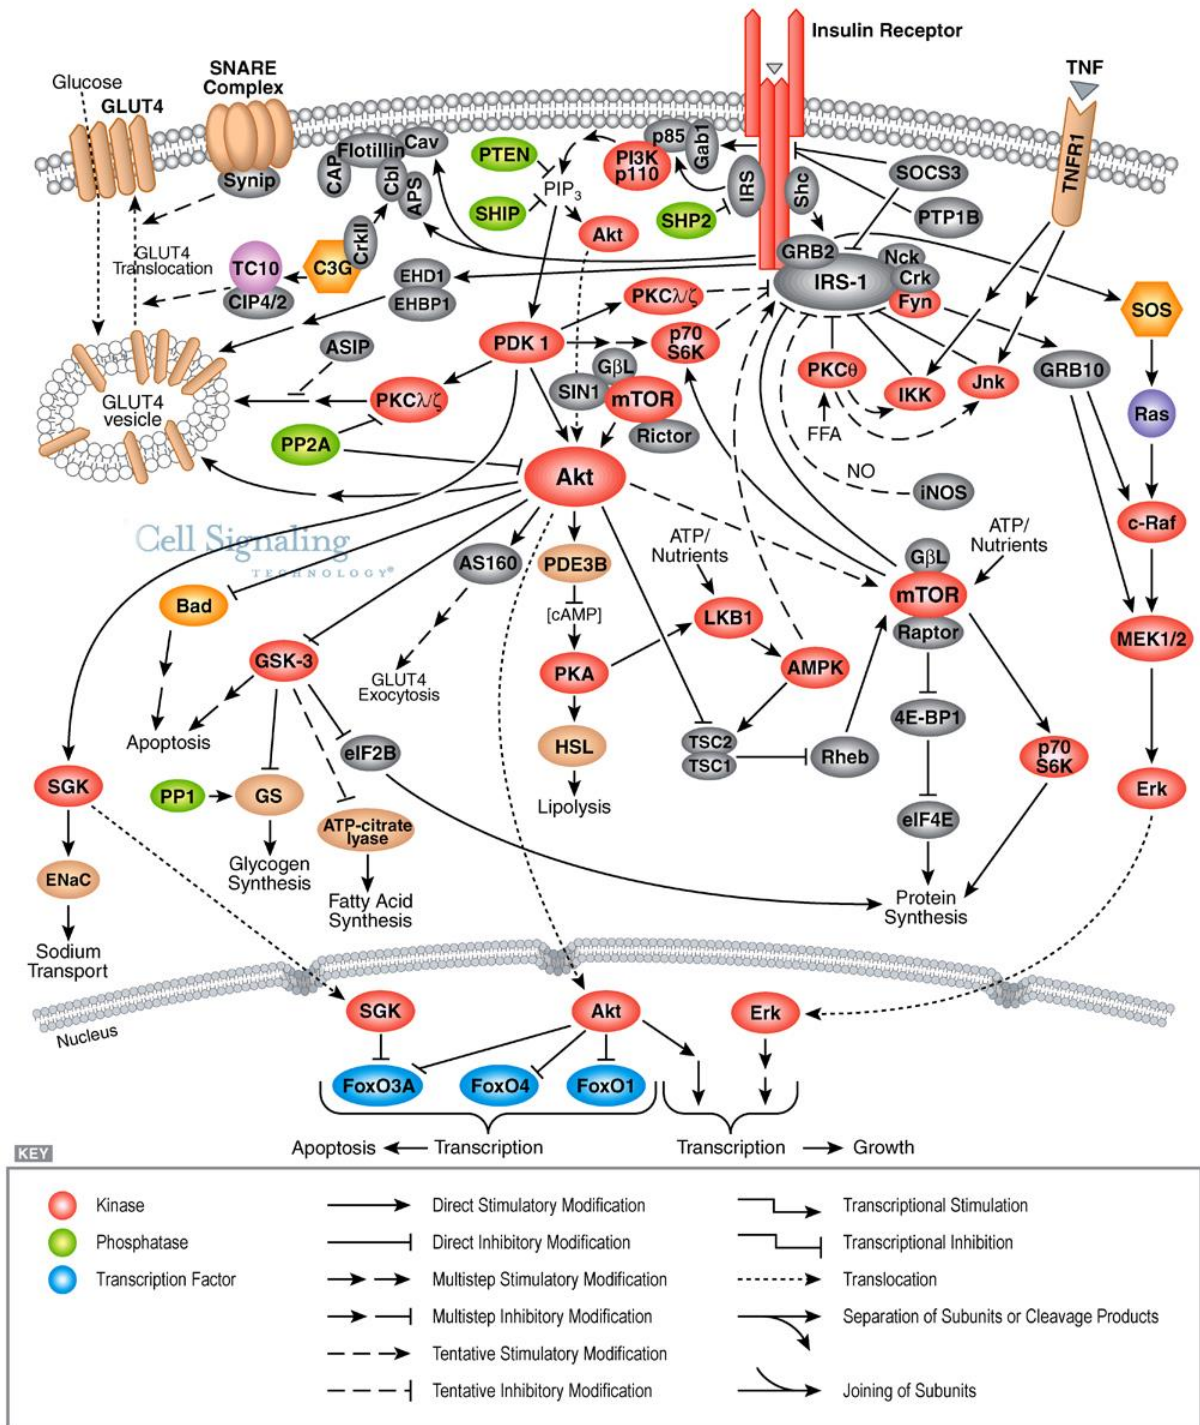 Insulin Receptor
Glucose
GLUT4
SNARE
Complex
TNF
TNFR1
Synip
CAP
Flotillin
Cav
Cbl
APS
CrkII
PTEN
SHIP
PIP3
PI3K
p110
p85
Gab1
SHP2
IRS
Shc
Akt
SOCS3
PTP1B
GRB2
IRS-1
Nck
Crk
Fyn
GLUT4
Translocation
TC10
CIP4/2
C3G
EHD1
EHBP1
PKCλ/ζ
SOS
PDK 1
p70
S6K
ASIP
GβL
SIN1
mTOR
Rictor
PKCθ
FFA
IKK
Jnk
GRB10
Ras
GLUT4
vesicle
PKCλ/ζ
PP2A
Akt
NO
iNOS
c-Raf
Cell Signaling
TECHNOLOGY®
AS160
PDE3B
[cAMP]
ATP/
Nutrients
LKB1
GβL
mTOR
Raptor
ATP/
Nutrients
Bad
GSK-3
GLUT4
Exocytosis
PKA
AMPK
MEK1/2
Apoptosis
eIF2B
HSL
Lipolysis
TSC2
TSC1
Rheb
4E-BP1
p70
S6K
SGK
PP1
GS
ATP-citrate
lyase
eIF4E
Erk
ENaC
Glycogen
Synthesis
Fatty Acid
Synthesis
Protein
Synthesis
Sodium
Transport
Nucleus
SGK
Akt
Erk
FoxO3A
FoxO4
FoxO1
Apoptosis
Transcription
Transcription
Growth
KEY
Kinase
Phosphatase
Transcription Factor
Direct Stimulatory Modification
Direct Inhibitory Modification
Multistep Stimulatory Modification
Multistep Inhibitory Modification
Tentative Stimulatory Modification
Tentative Inhibitory Modification
Transcriptional Stimulation
Transcriptional Inhibition
Translocation
Separation of Subunits or Cleavage Products
Joining of Subunits